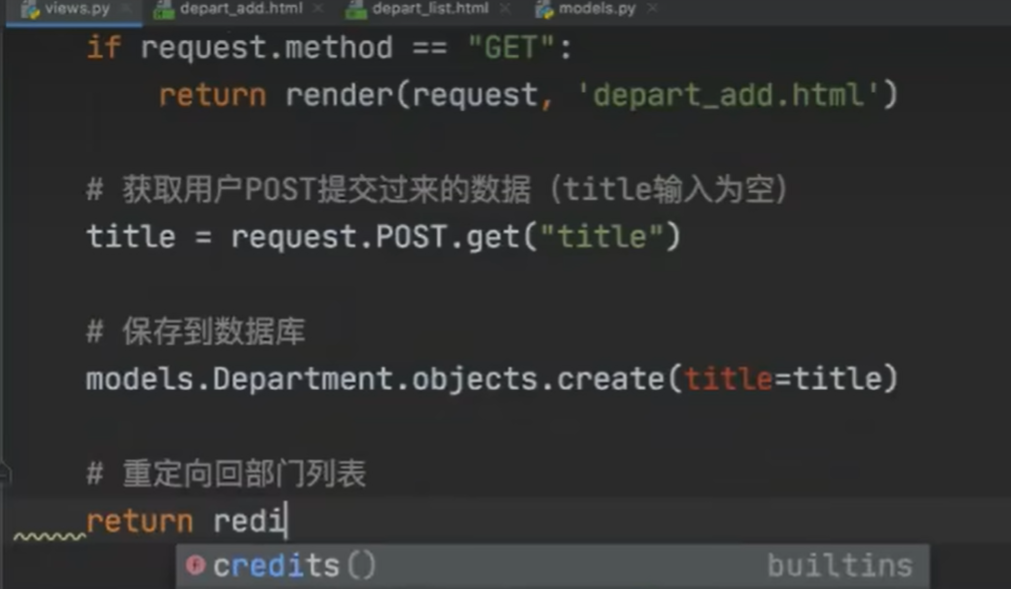 views.py depart_add.html depart_list.html models.py
if request.method == "GET":
return render(request, 'depart_add.html')
# 获取用户POST提交过来的数据（title输入为空）
title = request.POST.get("title")
# 保存到数据库
models.Department.objects.create(title=title)
# 重定向回部门列表
return redi
credits() builtins